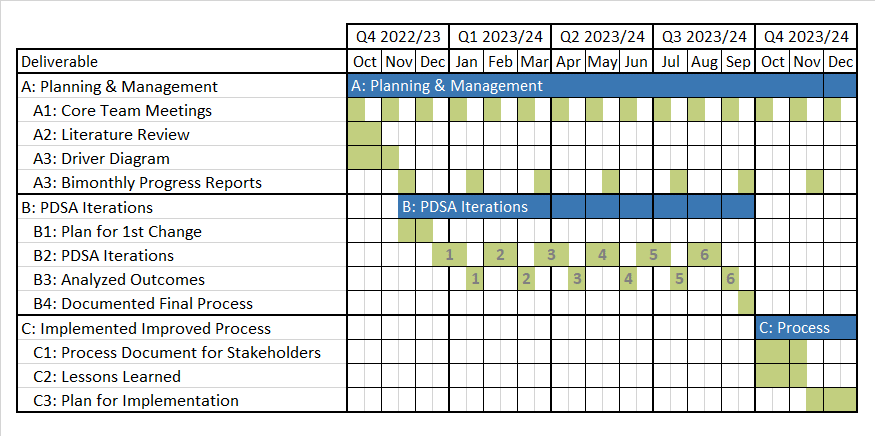 Q4 2022/23 Q1 2023/24 Q2 2023/24 Q3 2023/24 Q4 2023/24
Deliverable Oct Nov Dec Jan Feb Mar Apr May Jun Jul Aug Sep Oct Nov Dec
A: Planning & Management A: Planning & Management
A1: Core Team Meetings
A2: Literature Review
A3: Driver Diagram
A3: Bimonthly Progress Reports
B: PDSA Iterations B: PDSA Iterations
B1: Plan for 1st Change
B2: PDSA Iterations 1 2 3 4 5 6
B3: Analyzed Outcomes 1 2 3 4 5 6
B4: Documented Final Process
C: Implemented Improved Process C: Process
C1: Process Document for Stakeholders
C2: Lessons Learned
C3: Plan for Implementation